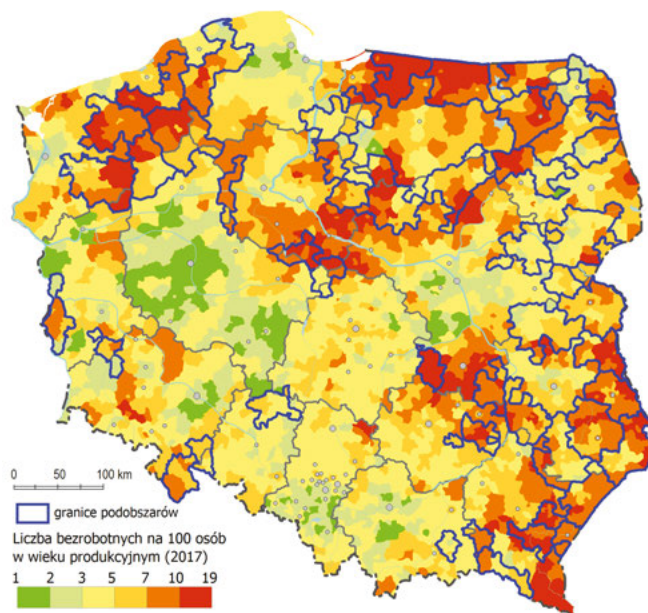 0 50 100 km
granice podobszarów
Liczba bezrobotnych na 100 osób
w wieku produkcyjnym (2017)
1 2 3 5 7 10 19